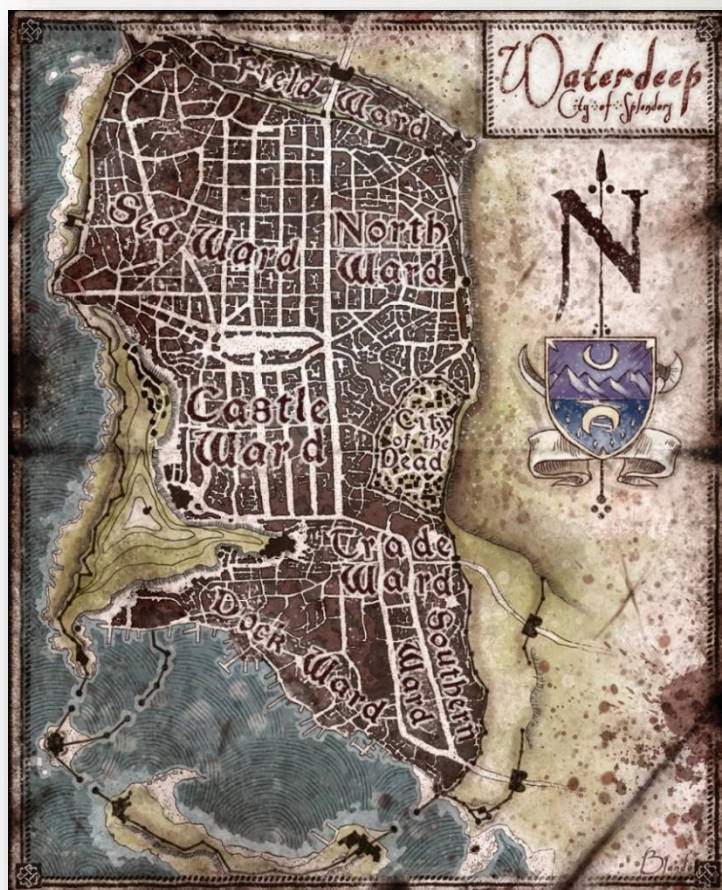 Waterdeep
City of Splendors
Field Ward
N
Sea Ward
North
Ward
Castle
Ward
City
of the
Dead
Trade
Ward
Dock Ward
Southern
Ward